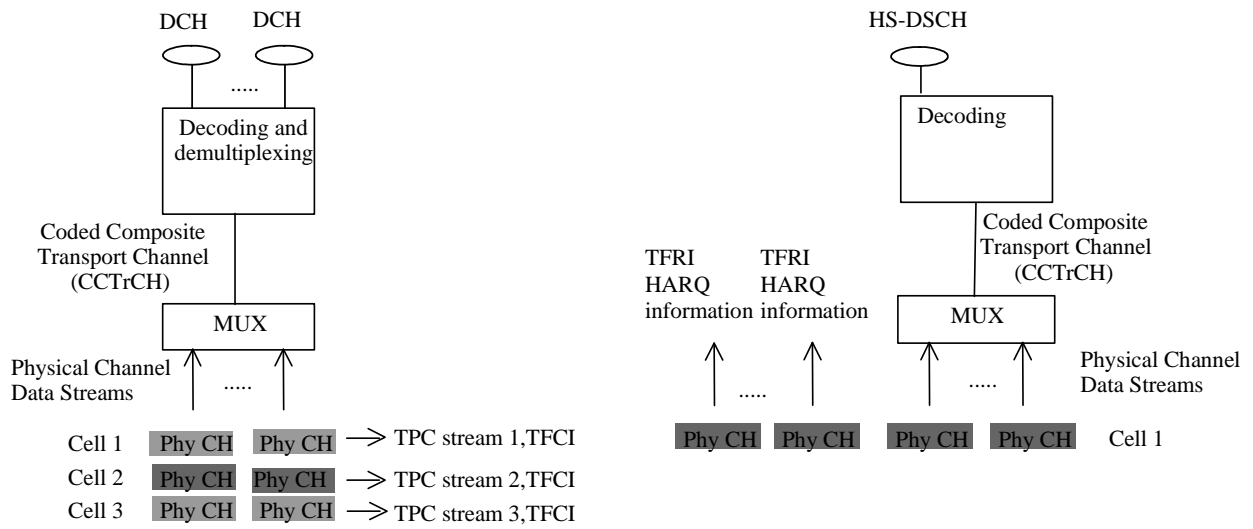 DCH DCH
.....
Decoding and
demultiplexing
Coded Composite
Transport Channel
(CCTrCH)
MUX
Physical Channel
Data Streams
.....
Cell 1 Phy CH Phy CH TPC stream 1,TFCI
Cell 2 Phy CH Phy CH TPC stream 2,TFCI
Cell 3 Phy CH Phy CH TPC stream 3,TFCI
HS-DSCH
Decoding
Coded Composite
Transport Channel
(CCTrCH)
TFRI TFRI
HARQ HARQ
information information
MUX
Physical Channel
Data Streams
..... .....
Phy CH Phy CH Phy CH Phy CH Cell 1